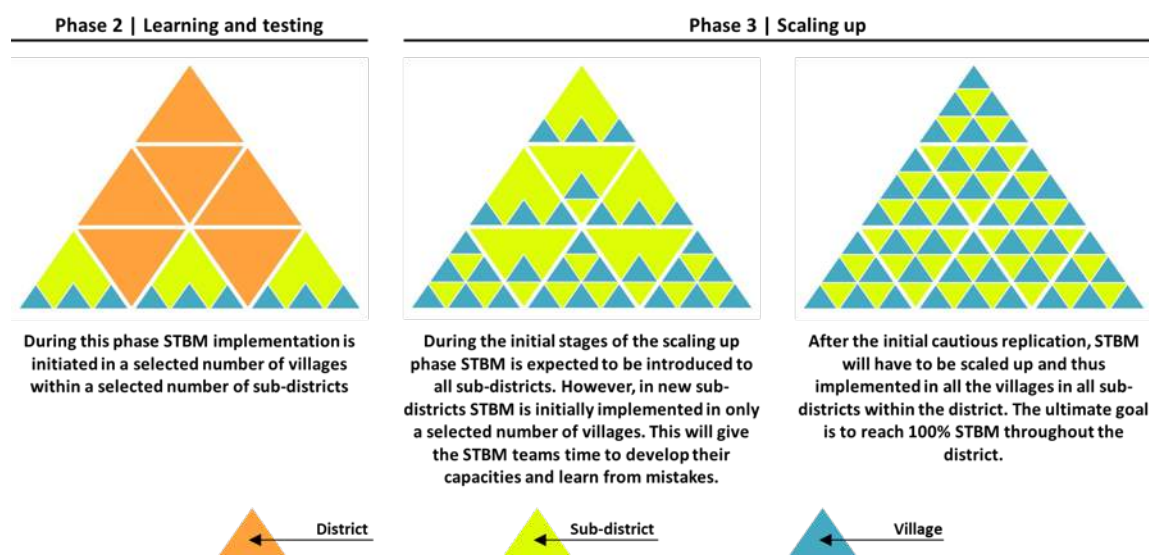 Phase 2 | Learning and testing
Phase 3 | Scaling up
During this phase STBM implementation is
initiated in a selected number of villages
within a selected number of sub-districts
During the initial stages of the scaling up
phase STBM is expected to be introduced to
all sub-districts. However, in new sub-
districts STBM is initially implemented in only
a selected number of villages. This will give
the STBM teams time to develop their
capacities and learn from mistakes.
After the initial cautious replication, STBM
will have to be scaled up and thus
implemented in all the villages in all sub-
districts within the district. The ultimate goal
is to reach 100% STBM throughout the
district.
District
Sub-district
Village